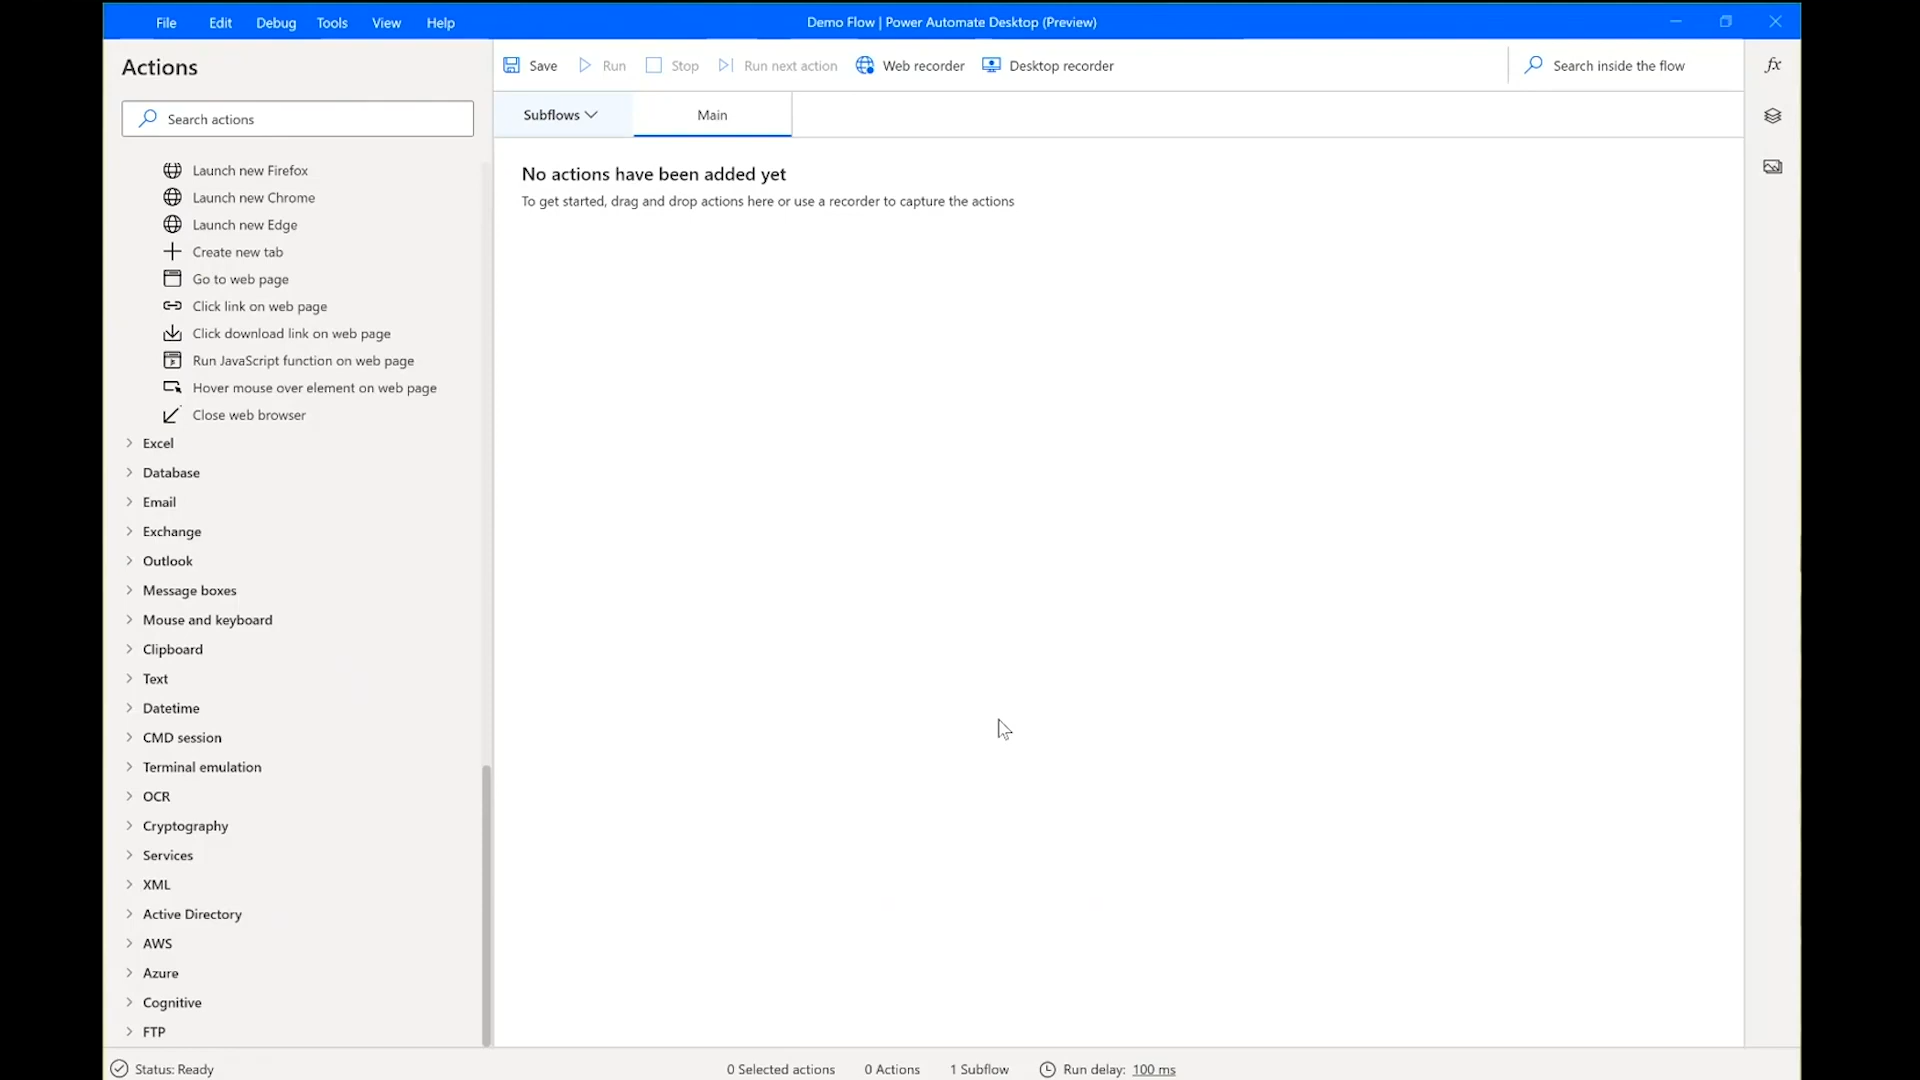 File Edit Debug Tools View Help
Demo Flow | Power Automate Desktop (Preview)
Actions
Search actions
Launch new Firefox
Launch new Chrome
Launch new Edge
Create new tab
Go to web page
Click link on web page
Click download link on web page
Run JavaScript function on web page
Hover mouse over element on web page
Close web browser
Excel
Database
Email
Exchange
Outlook
Message boxes
Mouse and keyboard
Clipboard
Text
Datetime
CMD session
Terminal emulation
OCR
Cryptography
Services
XML
Active Directory
AWS
Azure
Cognitive
FTP
Save Run Stop Run next action Web recorder Desktop recorder
Search inside the flow
fx
Subflows Main
No actions have been added yet
To get started, drag and drop actions here or use a recorder to capture the actions
Status: Ready
0 Selected actions 0 Actions 1 Subflow Run delay: 100 ms